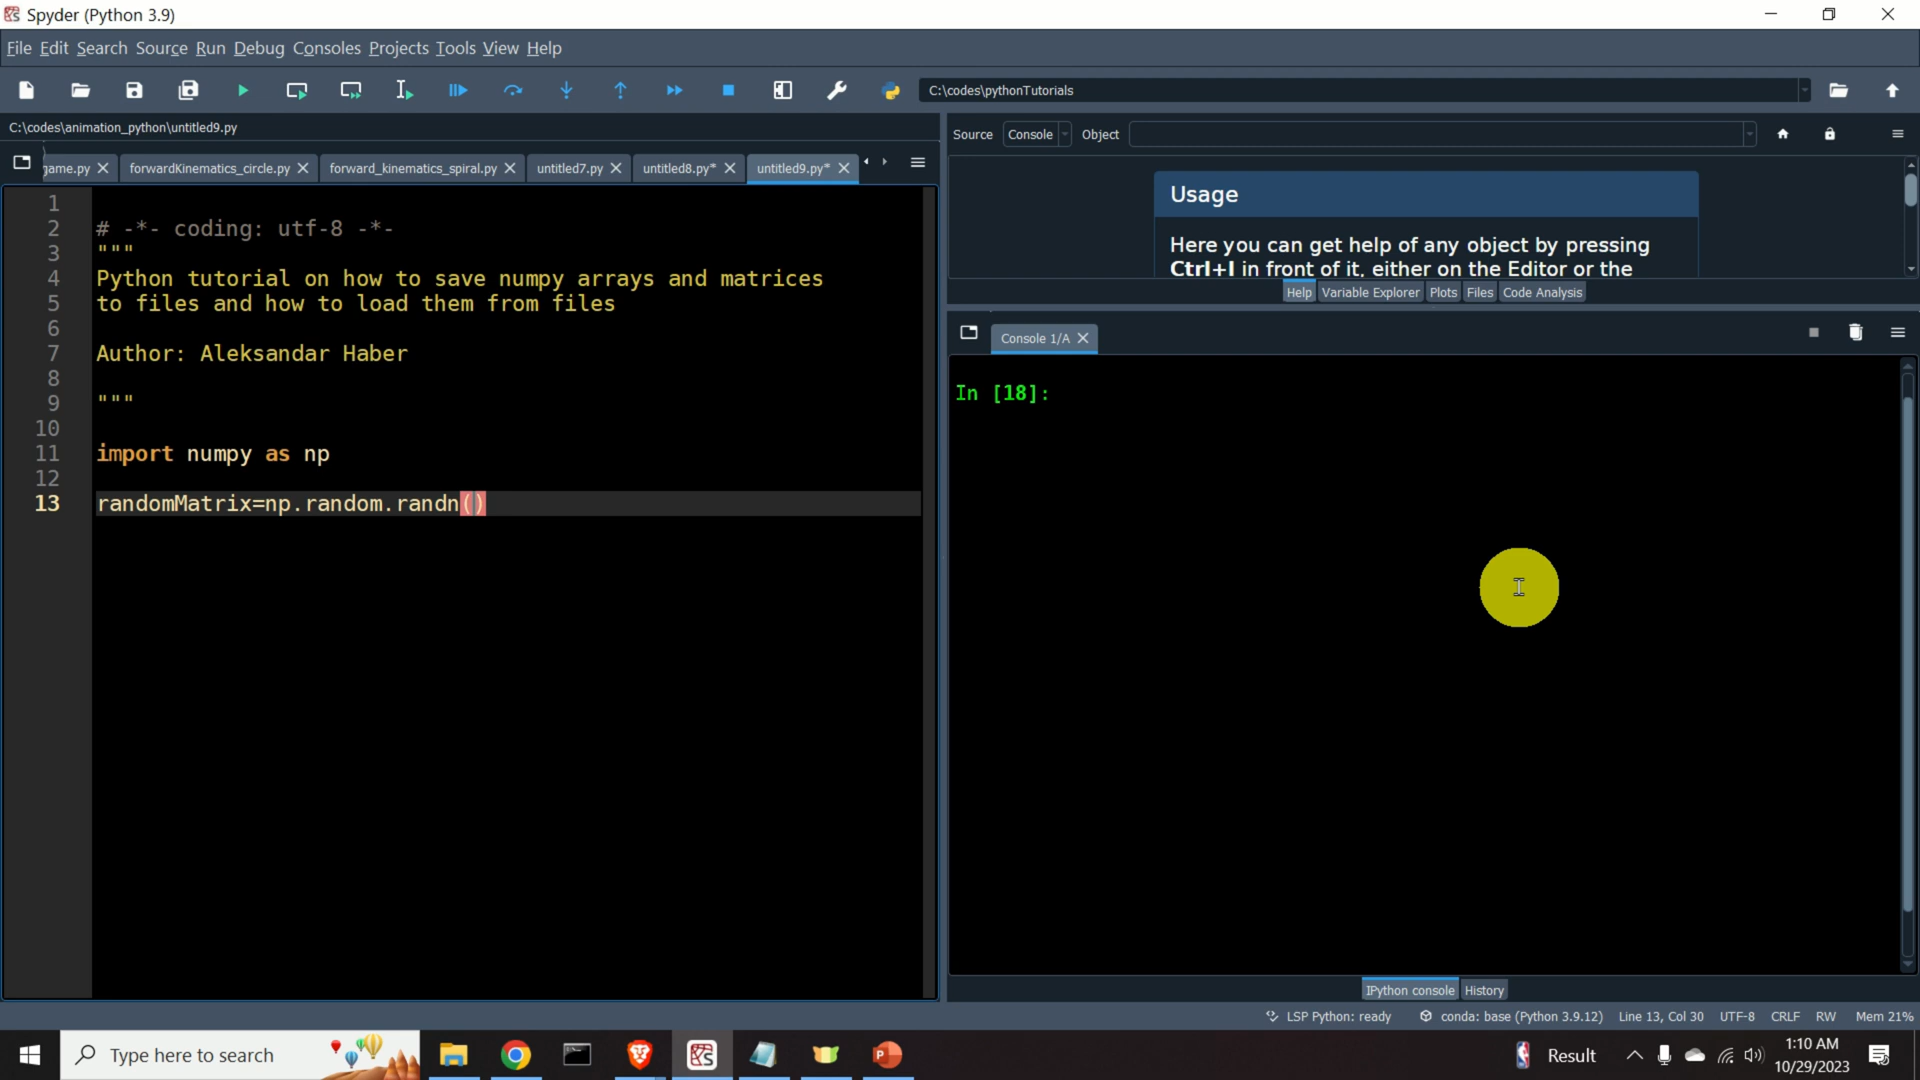 Spyder (Python 3.9)
File Edit Search Source Run Debug Consoles Projects Tools View Help
C:\codes\pythonTutorials
C:\codes\animation_python\untitled9.py
game.py forwardKinematics_circle.py forward_kinematics_spiral.py untitled7.py untitled8.py* untitled9.py*
Source Console Object
Usage
Here you can get help of any object by pressing
Ctrl+I in front of it, either on the Editor or the
Help Variable Explorer Plots Files Code Analysis
1
2 # -*- coding: utf-8 -*-
3 """
4 Python tutorial on how to save numpy arrays and matrices
5 to files and how to load them from files
6
7 Author: Aleksandar Haber
8
9 """
10
11 import numpy as np
12
13 randomMatrix=np.random.randn()
Console 1/A
In [18]:
IPython console History
LSP Python: ready conda: base (Python 3.9.12) Line 13, Col 30 UTF-8 CRLF RW Mem 21%
Type here to search
Result
1:10 AM
10/29/2023